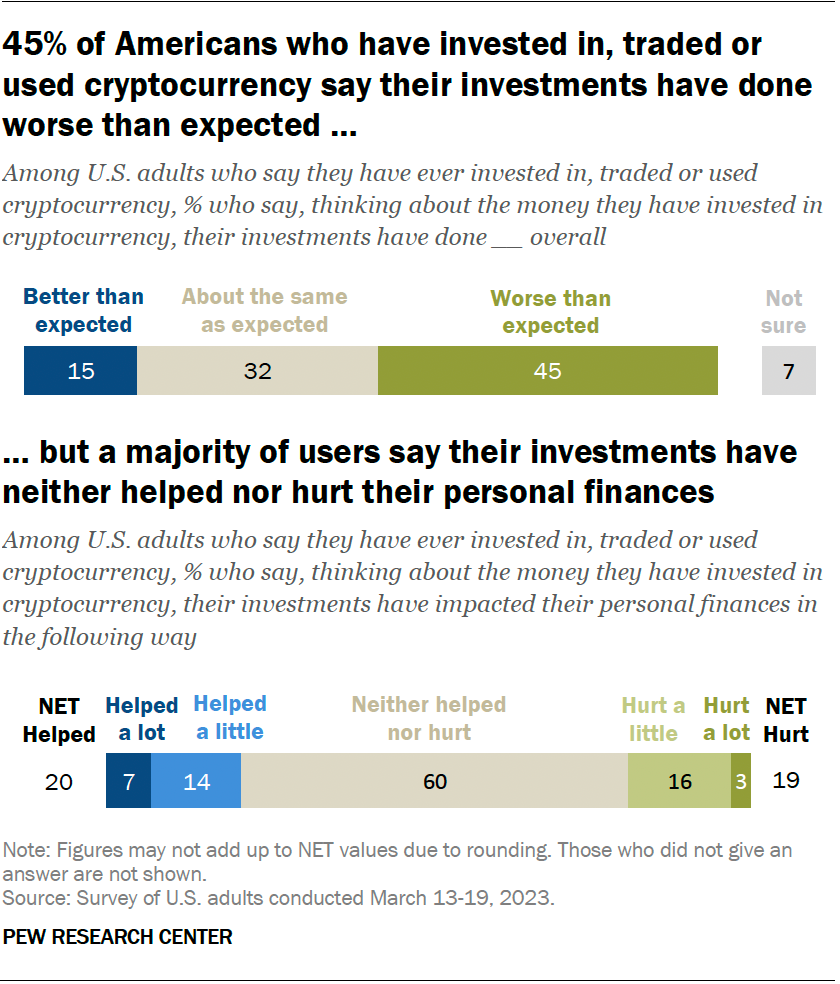 45% of Americans who have invested in, traded or
used cryptocurrency say their investments have done
worse than expected ...
Among U.S. adults who say they have ever invested in, traded or used
cryptocurrency, % who say, thinking about the money they have invested in
cryptocurrency, their investments have done __ overall
Better than
expected
About the same
as expected
Worse than
expected
Not
sure
15
32
45
7
... but a majority of users say their investments have
neither helped nor hurt their personal finances
Among U.S. adults who say they have ever invested in, traded or used
cryptocurrency, % who say, thinking about the money they have invested in
cryptocurrency, their investments have impacted their personal finances in
the following way
NET
Helped
Helped
a lot
Helped
a little
Neither helped
nor hurt
Hurt a
little
Hurt
a lot
NET
Hurt
20
7
14
60
16
3
19
Note: Figures may not add up to NET values due to rounding. Those who did not give an
answer are not shown.
Source: Survey of U.S. adults conducted March 13-19, 2023.
PEW RESEARCH CENTER